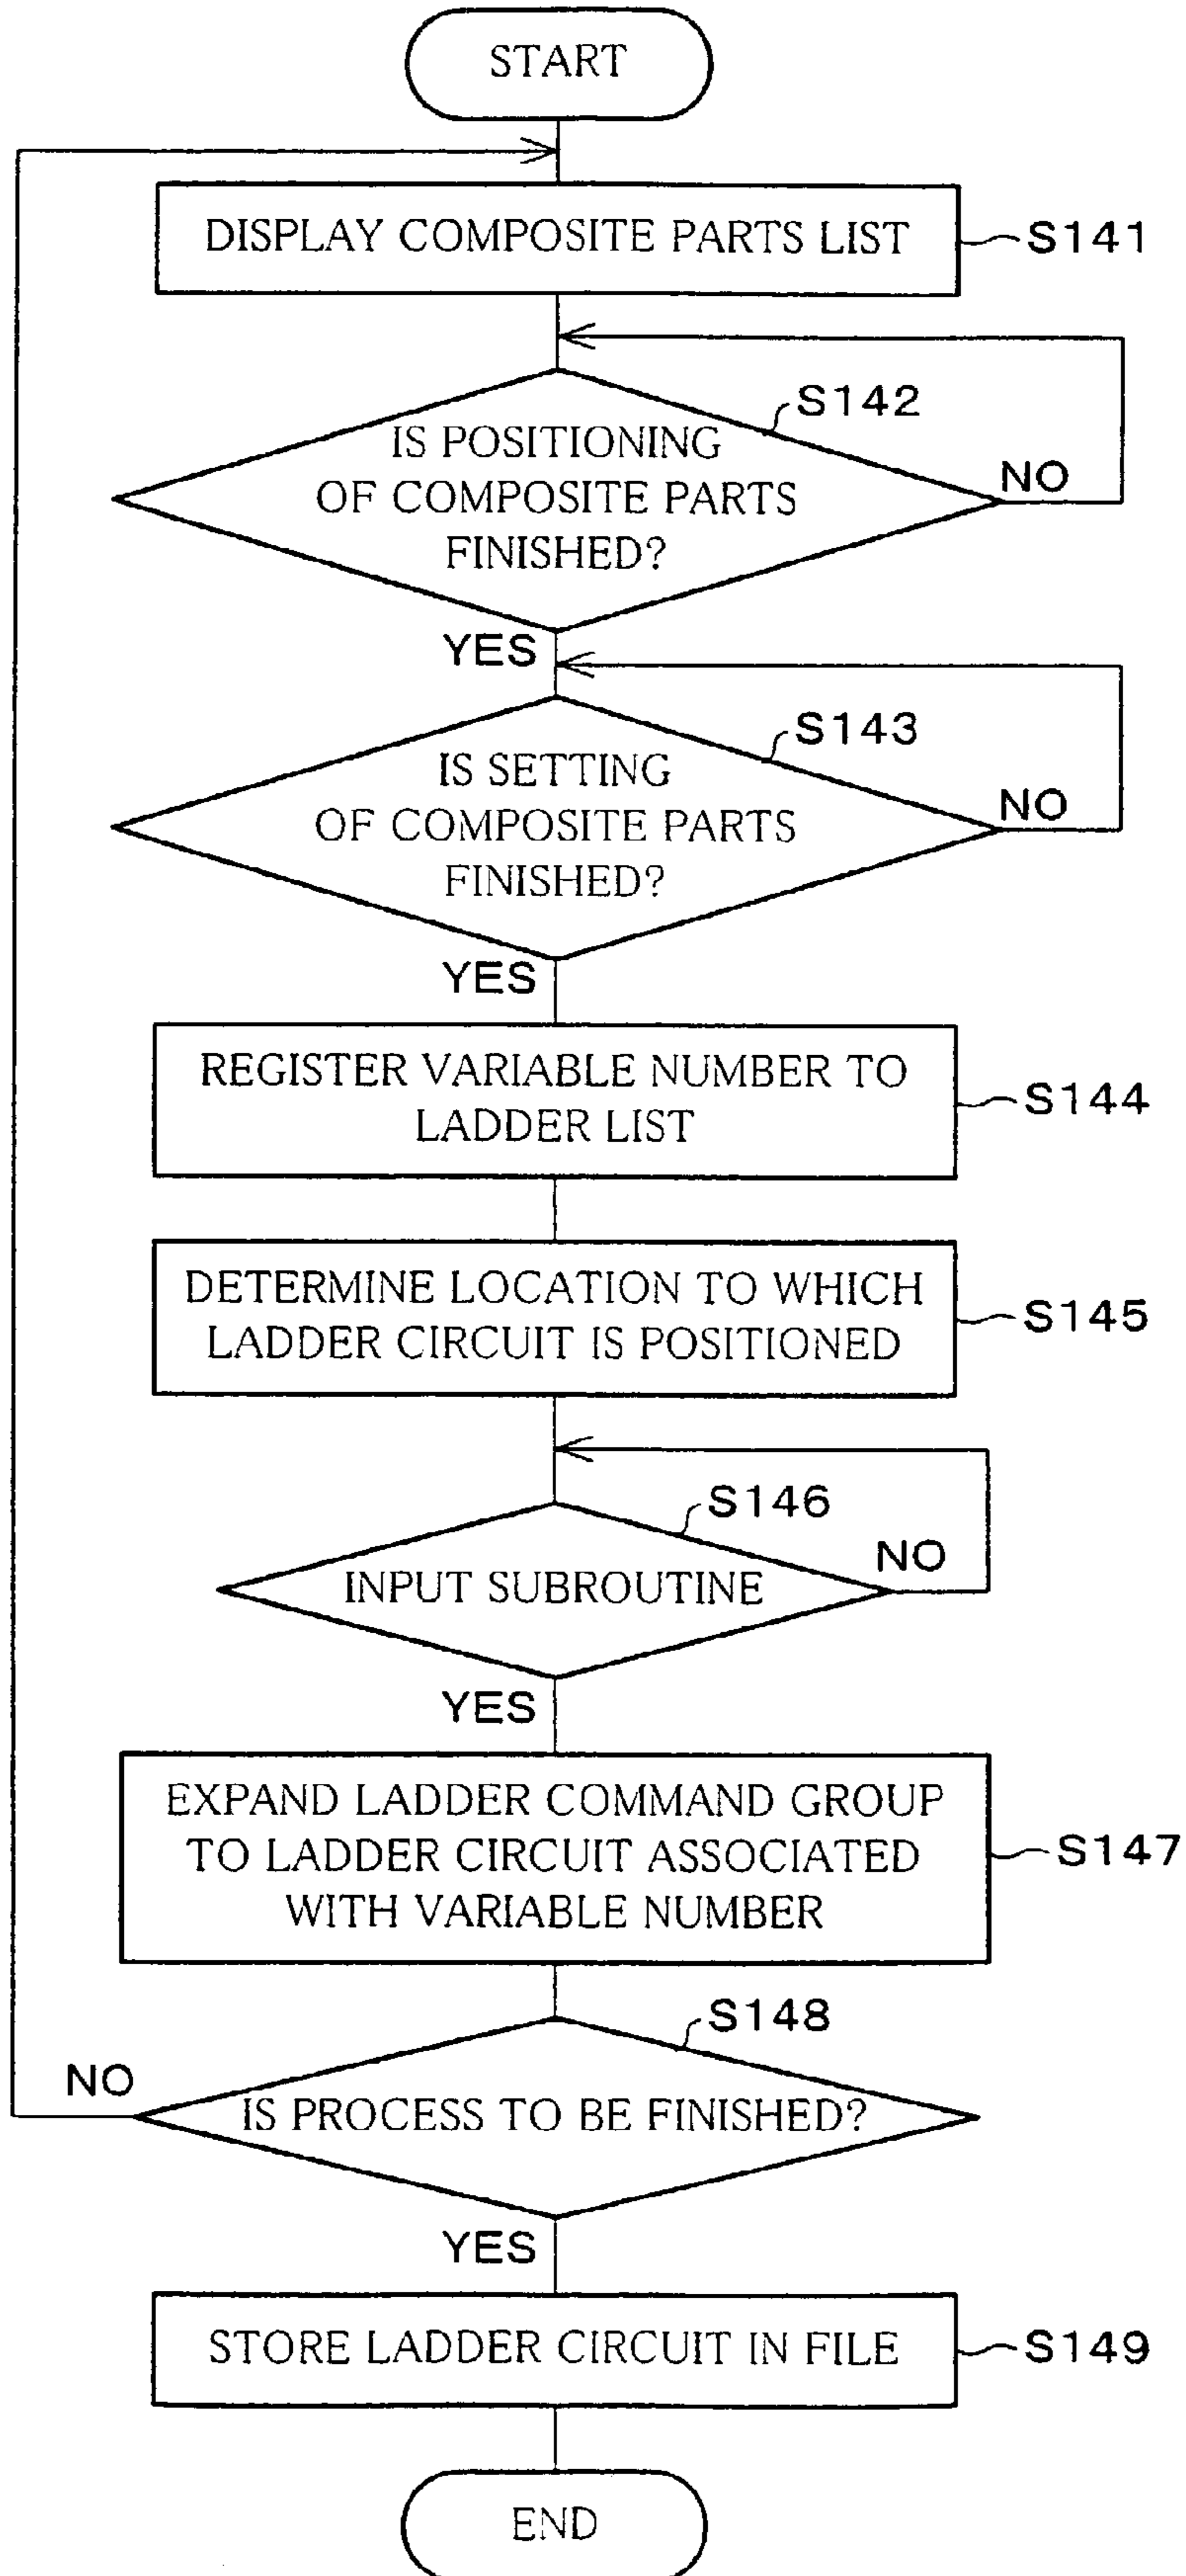 START
DISPLAY COMPOSITE PARTS LIST
S141
S142
IS POSITIONING
OF COMPOSITE PARTS
FINISHED?
NO
YES
S143
IS SETTING
OF COMPOSITE PARTS
FINISHED?
NO
YES
REGISTER VARIABLE NUMBER TO
LADDER LIST
S144
DETERMINE LOCATION TO WHICH
LADDER CIRCUIT IS POSITIONED
S145
S146
INPUT SUBROUTINE
NO
YES
EXPAND LADDER COMMAND GROUP
TO LADDER CIRCUIT ASSOCIATED
WITH VARIABLE NUMBER
S147
S148
NO
IS PROCESS TO BE FINISHED?
YES
STORE LADDER CIRCUIT IN FILE
S149
END